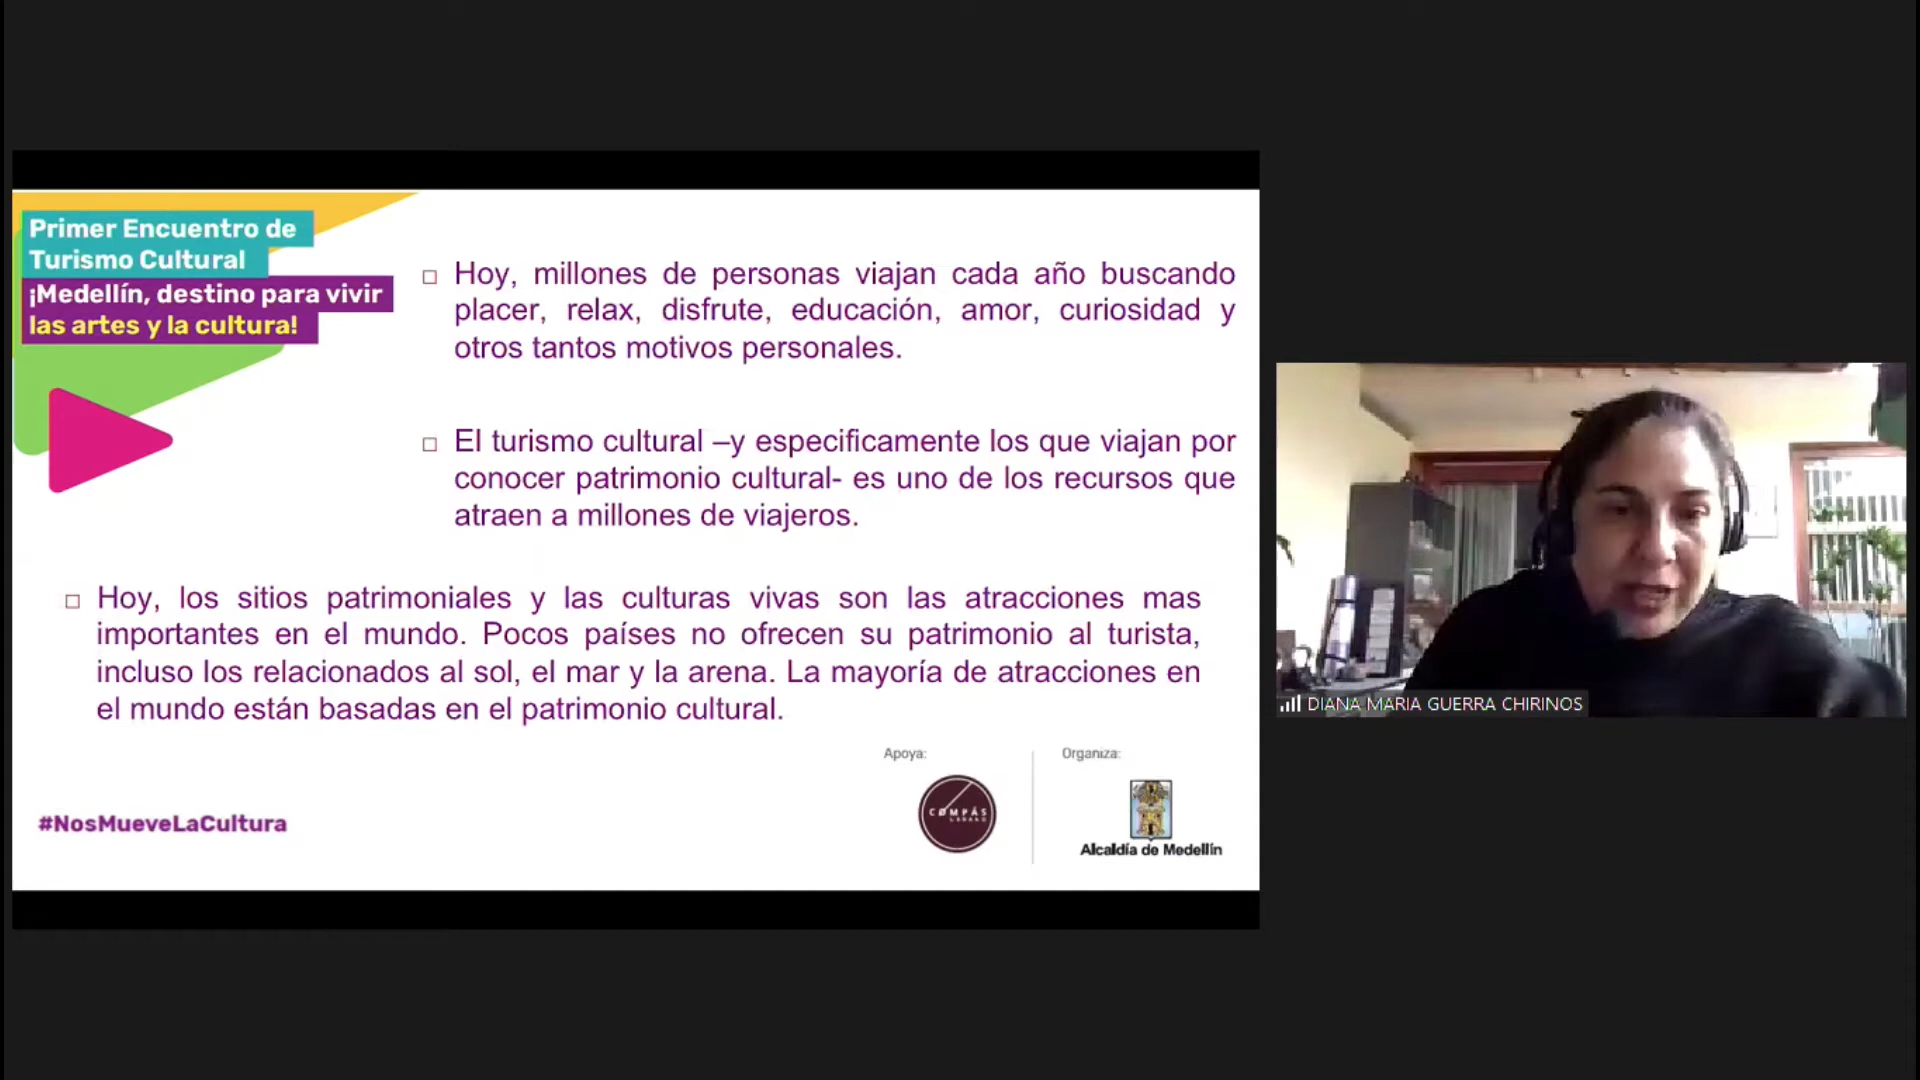 Primer Encuentro de
Turismo Cultural
¡Medellín, destino para vivir
las artes y la cultura!
Hoy, millones de personas viajan cada año buscando
placer, relax, disfrute, educación, amor, curiosidad y
otros tantos motivos personales.
El turismo cultural –y especificamente los que viajan por
conocer patrimonio cultural- es uno de los recursos que
atraen a millones de viajeros.
Hoy, los sitios patrimoniales y las culturas vivas son las atracciones mas
importantes en el mundo. Pocos países no ofrecen su patrimonio al turista,
incluso los relacionados al sol, el mar y la arena. La mayoría de atracciones en
el mundo están basadas en el patrimonio cultural.
Apoya:
Organiza:
COMPÁS
URBANO
Alcaldía de Medellín
#NosMueveLaCultura
DIANA MARIA GUERRA CHIRINOS